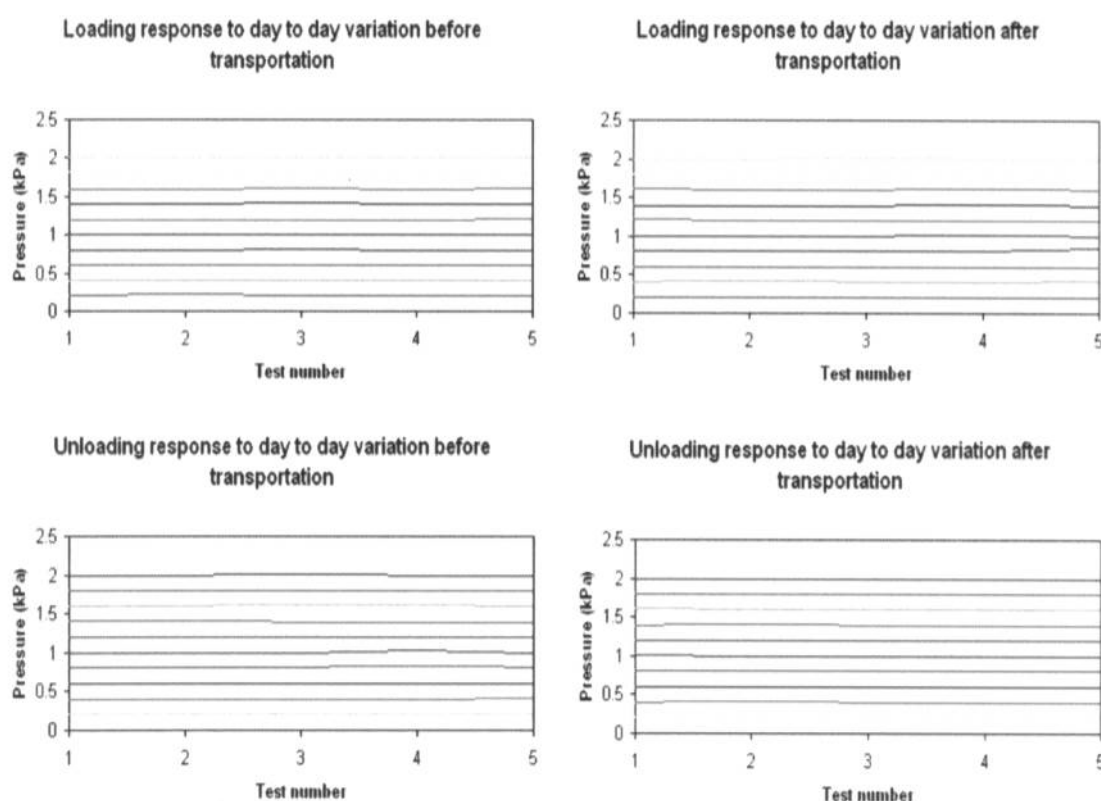 Loading response to day to day variation before
transportation
2.5
2
1.5
1
0.5
0
Pressure (kPa)
1 2 3 4 5
Test number
Loading response to day to day variation after
transportation
2.5
2
1.5
1
0.5
0
Pressure (kPa)
1 2 3 4 5
Test number
Unloading response to day to day variation before
transportation
2.5
2
1.5
1
0.5
0
Pressure (kPa)
1 2 3 4 5
Test number
Unloading response to day to day variation after
transportation
2.5
2
1.5
1
0.5
0
Pressure (kPa)
1 2 3 4 5
Test number